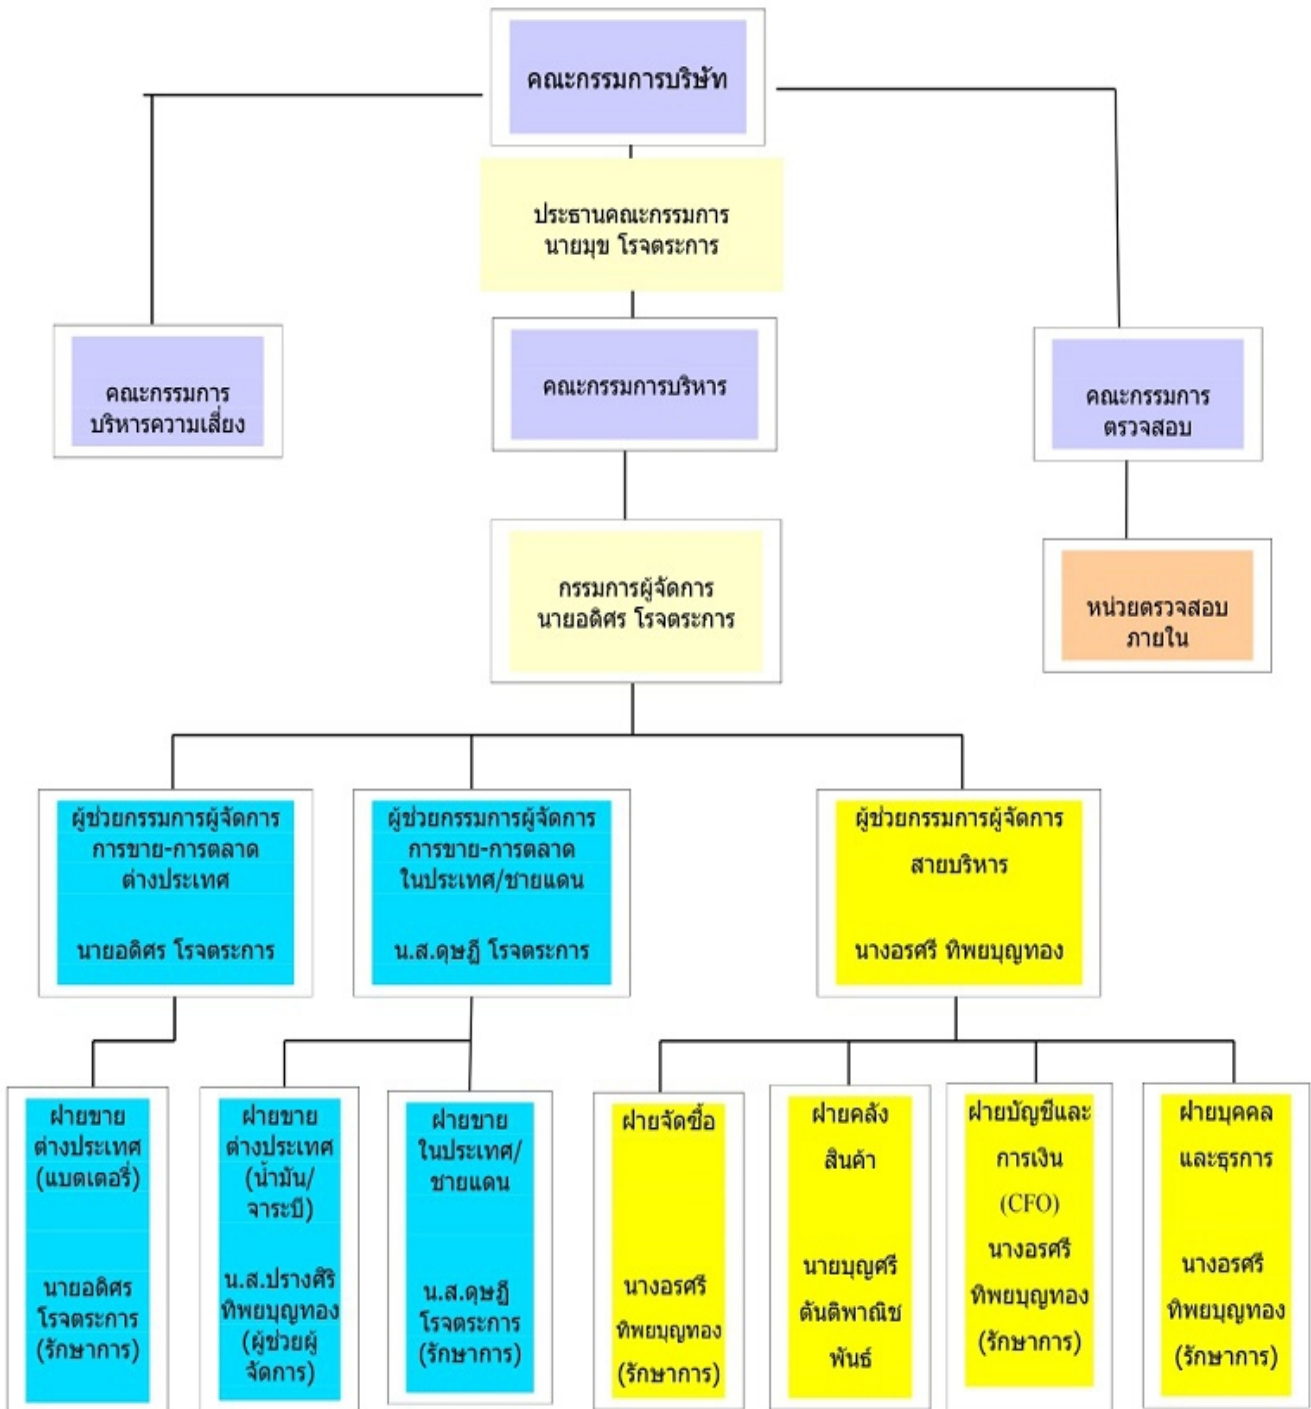 คณะกรรมการบริษัท
ประธานคณะกรรมการ
นายมุข โรจตระการ
คณะกรรมการ
บริหารความเสี่ยง
คณะกรรมการบริหาร
คณะกรรมการ
ตรวจสอบ
กรรมการผู้จัดการ
นายอดิศร โรจตระการ
หน่วยตรวจสอบ
ภายใน
ผู้ช่วยกรรมการผู้จัดการ
การขาย-การตลาด
ต่างประเทศ
นายอดิศร โรจตระการ
ผู้ช่วยกรรมการผู้จัดการ
การขาย-การตลาด
ในประเทศ/ชายแดน
น.ส.ดุษฎี โรจตระการ
ผู้ช่วยกรรมการผู้จัดการ
สายบริหาร
นางอรศรี ทิพยบุญทอง
ฝ่ายขาย
ต่างประเทศ
(แบตเตอรี่)
นายอดิศร
โรจตระการ
(รักษาการ)
ฝ่ายขาย
ต่างประเทศ
(น้ำมัน/
จาระบี)
น.ส.ปรางศิริ
ทิพยบุญทอง
(ผู้ช่วยผู้
จัดการ)
ฝ่ายขาย
ในประเทศ/
ชายแดน
น.ส.ดุษฎี
โรจตระการ
(รักษาการ)
ฝ่ายจัดซื้อ
นางอรศรี
ทิพยบุญทอง
(รักษาการ)
ฝ่ายคลัง
สินค้า
นายบุญศรี
ตันติพาณิช
พันธ์
ฝ่ายบัญชีและ
การเงิน
(CFO)
นางอรศรี
ทิพยบุญทอง
(รักษาการ)
ฝ่ายบุคคล
และธุรการ
นางอรศรี
ทิพยบุญทอง
(รักษาการ)